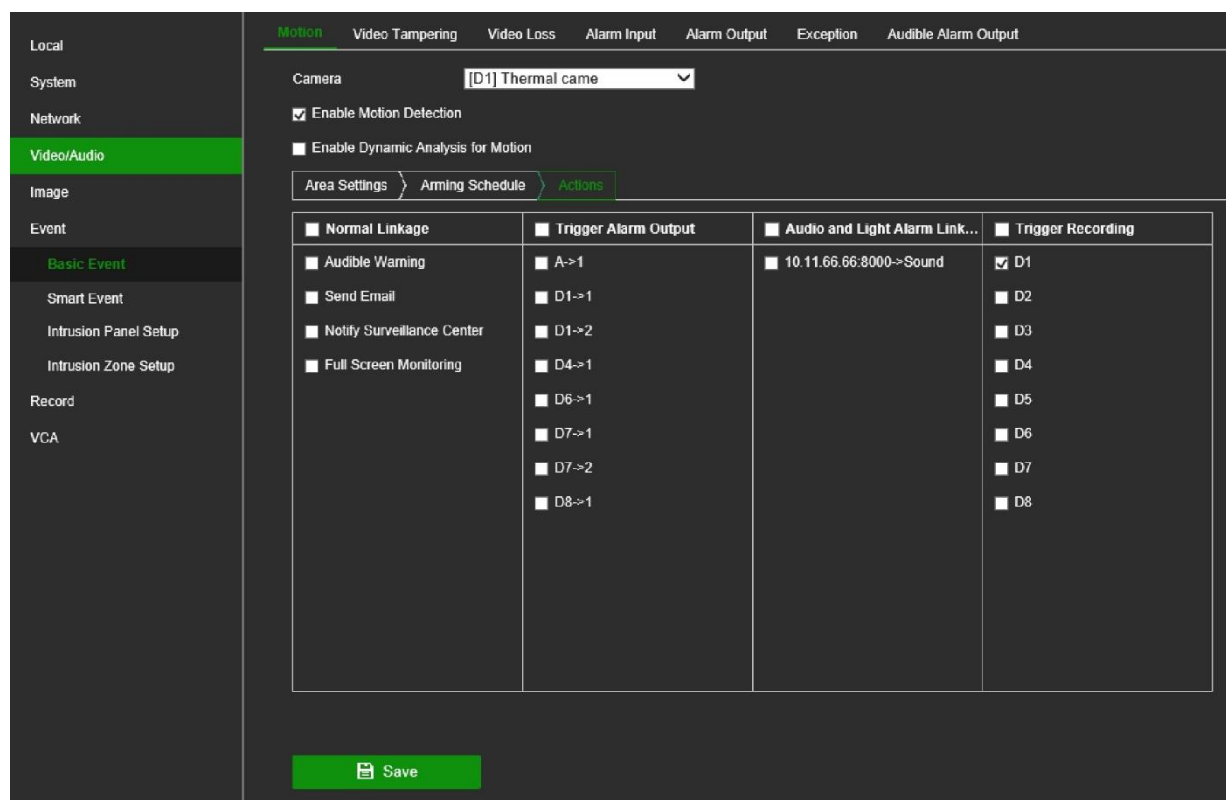 Local
System
Network
Video/Audio
Image
Event
Basic Event
Smart Event
Intrusion Panel Setup
Intrusion Zone Setup
Record
VCA
Motion Video Tampering Video Loss Alarm Input Alarm Output Exception Audible Alarm Output
Camera [D1] Thermal came
Enable Motion Detection
Enable Dynamic Analysis for Motion
Area Settings Arming Schedule Actions
Normal Linkage Trigger Alarm Output Audio and Light Alarm Link... Trigger Recording
Audible Warning A->1 10.11.66.66:8000->Sound D1
Send Email D1->1 D2
Notify Surveillance Center D1->2 D3
Full Screen Monitoring D4->1 D4
D6->1 D5
D7->1 D6
D7->2 D7
D8->1 D8
Save